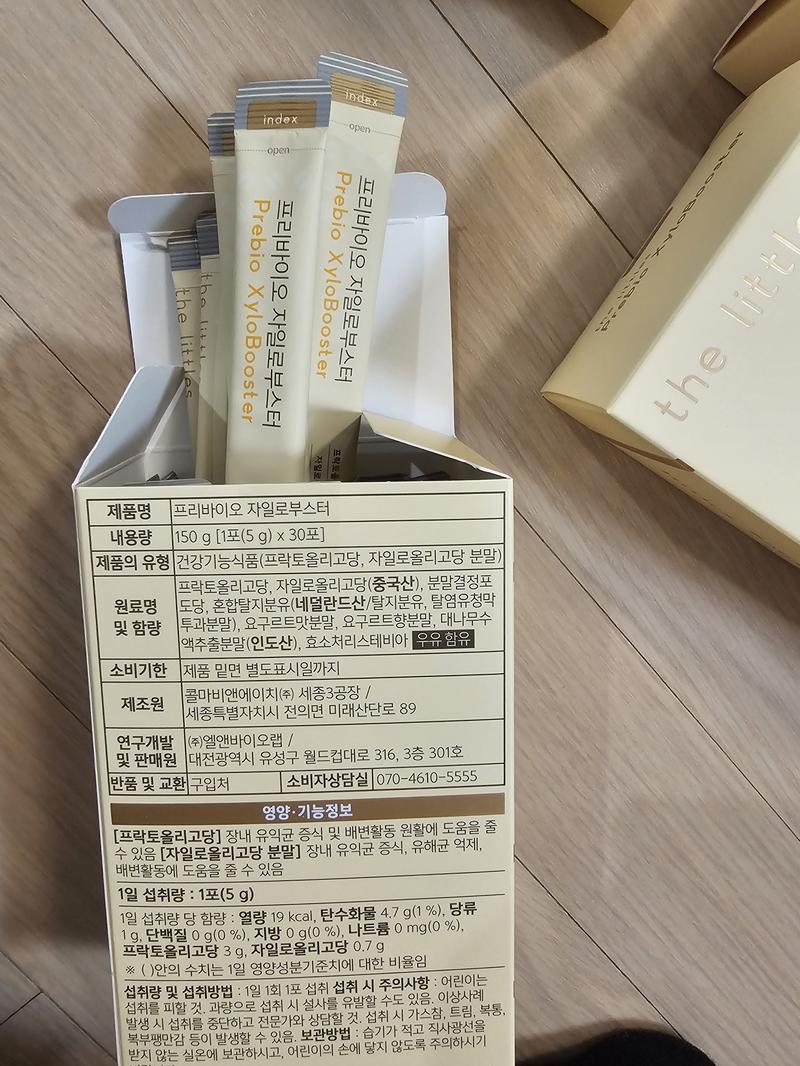 index
open
프리바이오 자일로부스터
Prebio XyloBooster
index
open
프리바이오 자일로부스터
Prebio XyloBooster
the littles
the littl
프락토올
자일로
Prebio XyloBooster
the little
제품명 프리바이오 자일로부스터
내용량 150 g [1포(5 g) x 30포]
제품의 유형 건강기능식품(프락토올리고당, 자일로올리고당 분말)
원료명 및 함량 프락토올리고당, 자일로올리고당(중국산), 분말결정포
도당, 혼합탈지분유(네덜란드산/탈지분유, 탈염유청막
투과분말), 요구르트맛분말, 요구르트향분말, 대나무수
액추출분말(인도산), 효소처리스테비아 우유 함유
소비기한 제품 밑면 별도표시일까지
제조원 콜마비앤에이치㈜ 세종3공장 /
세종특별자치시 전의면 미래산단로 89
연구개발 및 판매원 ㈜엘앤바이오랩 /
대전광역시 유성구 월드컵대로 316, 3층 301호
반품 및 교환 구입처 소비자상담실 070-4610-5555
영양·기능정보
[프락토올리고당] 장내 유익균 증식 및 배변활동 원활에 도움을 줄
수 있음 [자일로올리고당 분말] 장내 유익균 증식, 유해균 억제,
배변활동에 도움을 줄 수 있음
1일 섭취량 : 1포(5 g)
1일 섭취량 당 함량 : 열량 19 kcal, 탄수화물 4.7 g(1 %), 당류
1 g, 단백질 0 g(0 %), 지방 0 g(0 %), 나트륨 0 mg(0 %),
프락토올리고당 3 g, 자일로올리고당 0.7 g
※ ( )안의 수치는 1일 영양성분기준치에 대한 비율임
섭취량 및 섭취방법 : 1일 1회 1포 섭취 섭취 시 주의사항 : 어린이는
섭취를 피할 것. 과량으로 섭취 시 설사를 유발할 수도 있음. 이상사례
발생 시 섭취를 중단하고 전문가와 상담할 것. 섭취 시 가스참, 트림, 복통,
복부팽만감 등이 발생할 수 있음. 보관방법 : 습기가 적고 직사광선을
받지 않는 실온에 보관하시고, 어린이의 손에 닿지 않도록 주의하시기